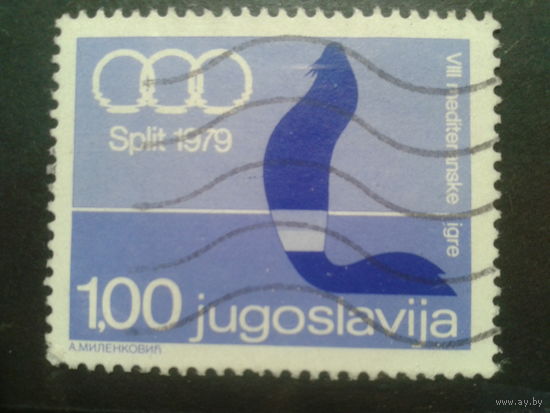 Split 1979
VIII mediteranske igre
1,00 jugoslavija
А.МИЛЕНКОВИЋ
www.ay.by